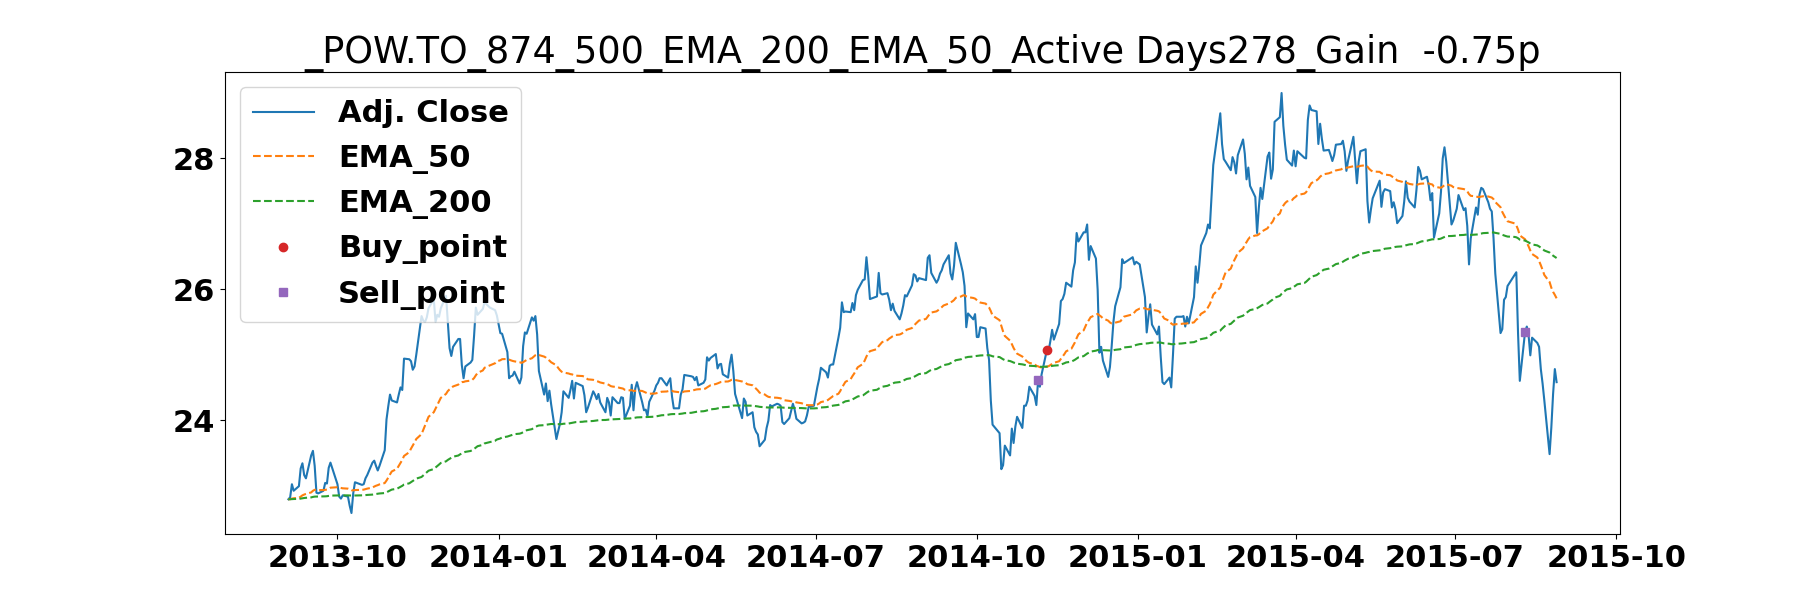 _POW.TO_874_500_EMA_200_EMA_50_Active Days278_Gain  -0.75p
Adj. Close
EMA_50
EMA_200
Buy_point
Sell_point
28
26
24
2013-10 2014-01 2014-04 2014-07 2014-10 2015-01 2015-04 2015-07 2015-10